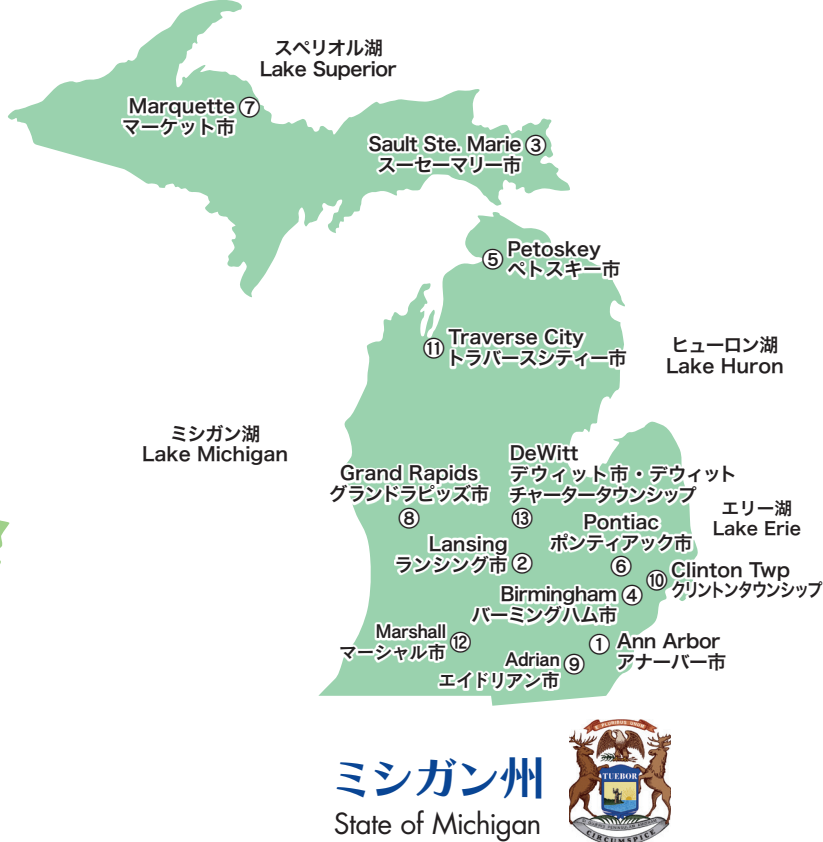 スペリオル湖
Lake Superior
Marquette ⑦
マーケット市
Sault Ste. Marie ③
スーセーマリー市
⑤ Petoskey
ペトスキー市
⑪ Traverse City
トラバースシティー市
ヒューロン湖
Lake Huron
ミシガン湖
Lake Michigan
DeWitt
デウィット市・デウィット
チャータータウンシップ
⑬
Grand Rapids
グランドラピッズ市
⑧
エリー湖
Lake Erie
Pontiac
ポンティアック市
⑥
Lansing
ランシング市 ②
⑩ Clinton Twp
クリントンタウンシップ
Birmingham ④
バーミングハム市
Marshall
マーシャル市 ⑫
① Ann Arbor
アナーバー市
Adrian ⑨
エイドリアン市
ミシガン州
State of Michigan
E PLURIBUS UNUM
TUEBOR
CIRCUMSPICE